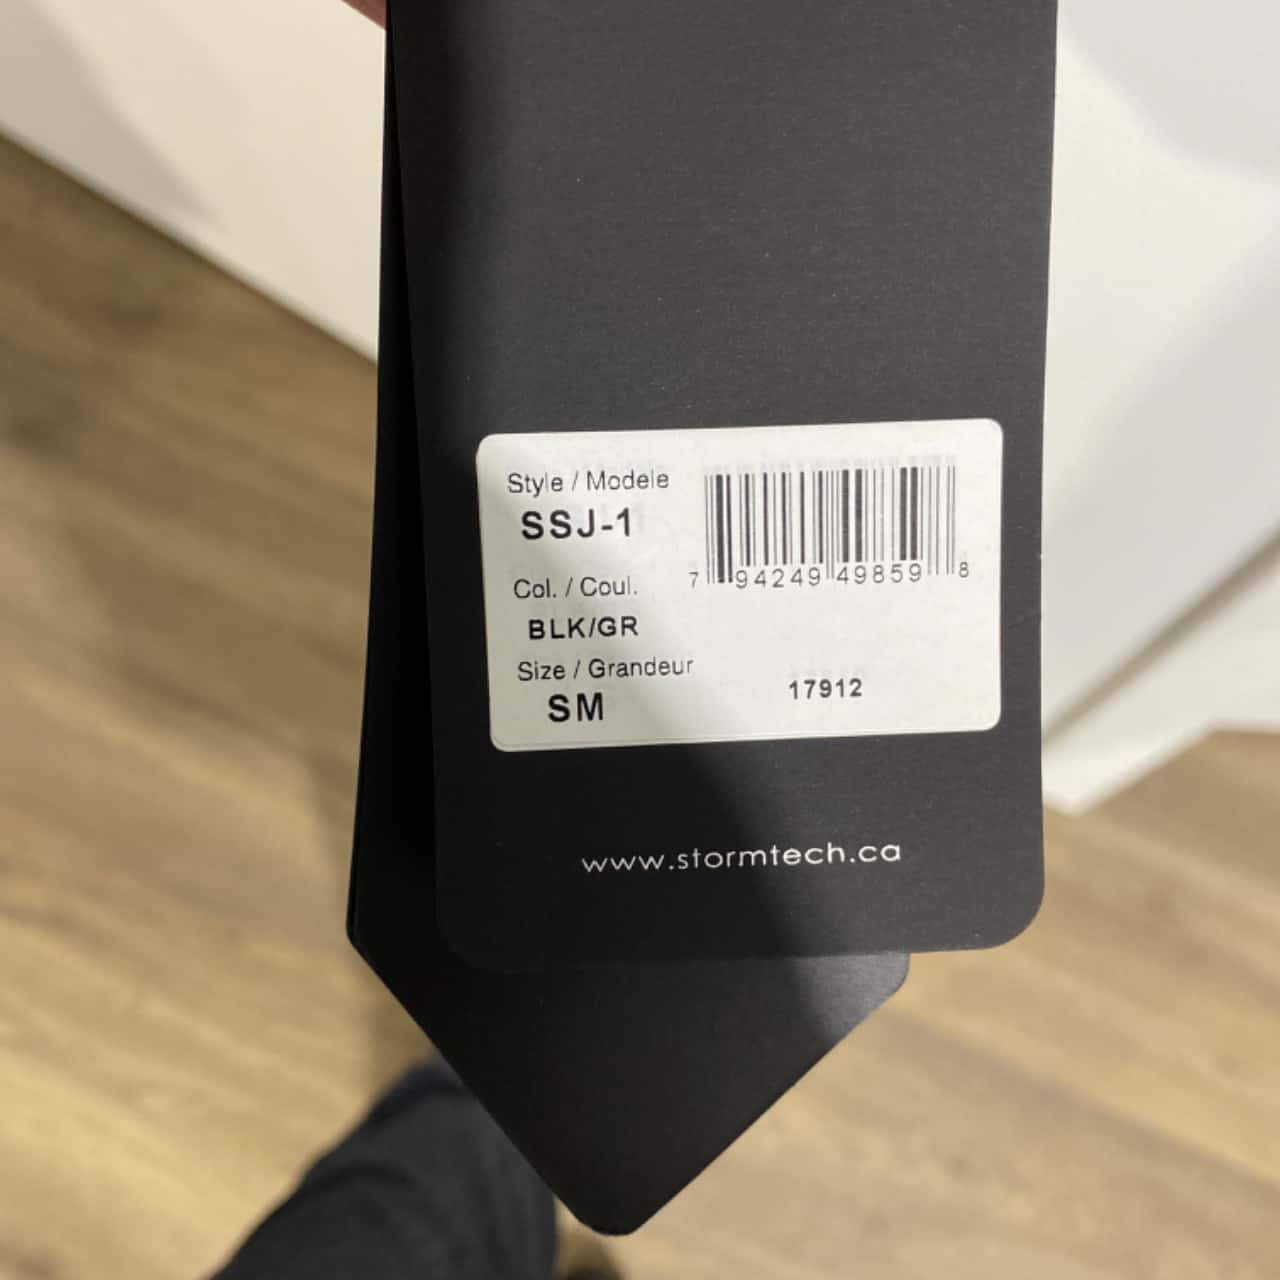 Style / Modele
SSJ-1
Col. / Coul.
BLK/GR
Size / Grandeur
SM
7 94249 49859 8
17912
www.stormtech.ca